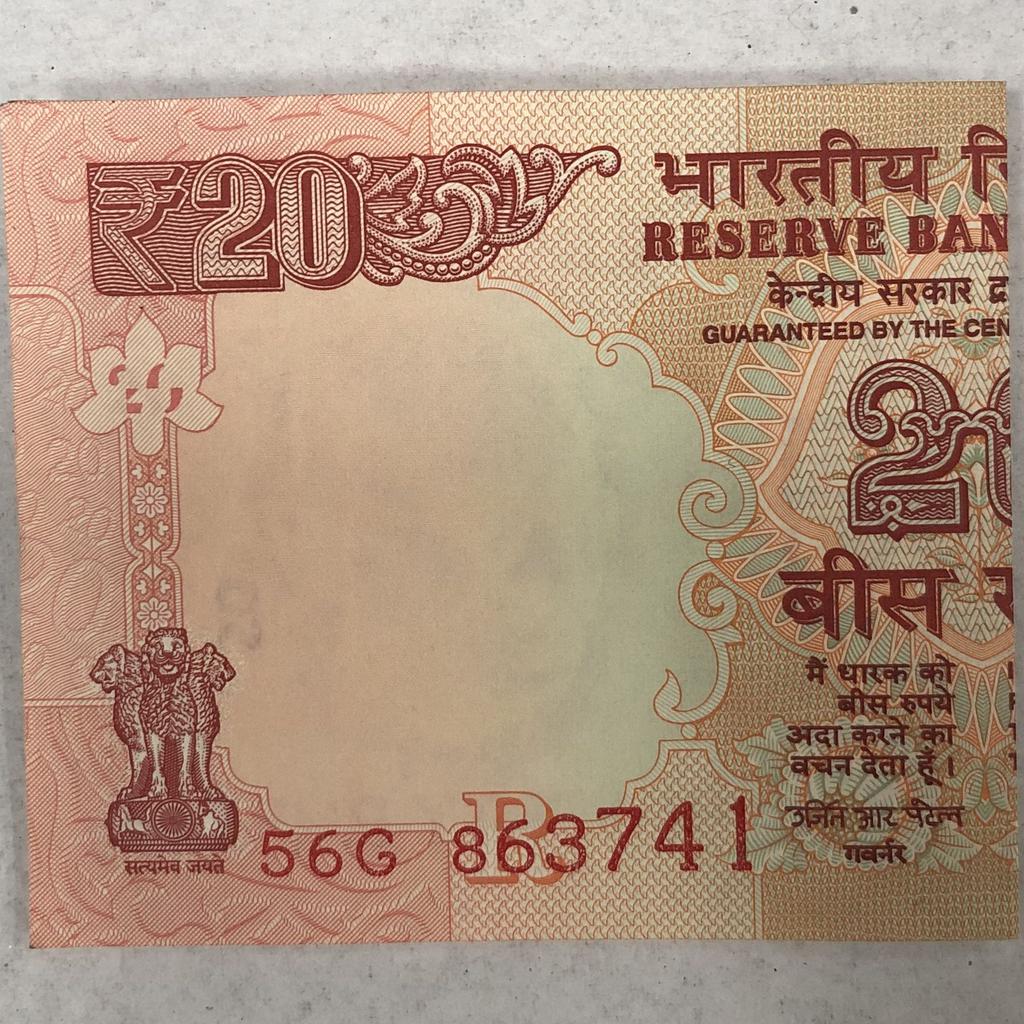 ₹20
भारतीय रि
RESERVE BAN
केन्द्रीय सरकार द्व
GUARANTEED BY THE CEN
20
बीस रु
मैं धारक को
बीस रुपये
अदा करने का
वचन देता हूँ।
उर्जित आर. पटेल
गवर्नर
R
56G 863741
सत्यमेव जयते